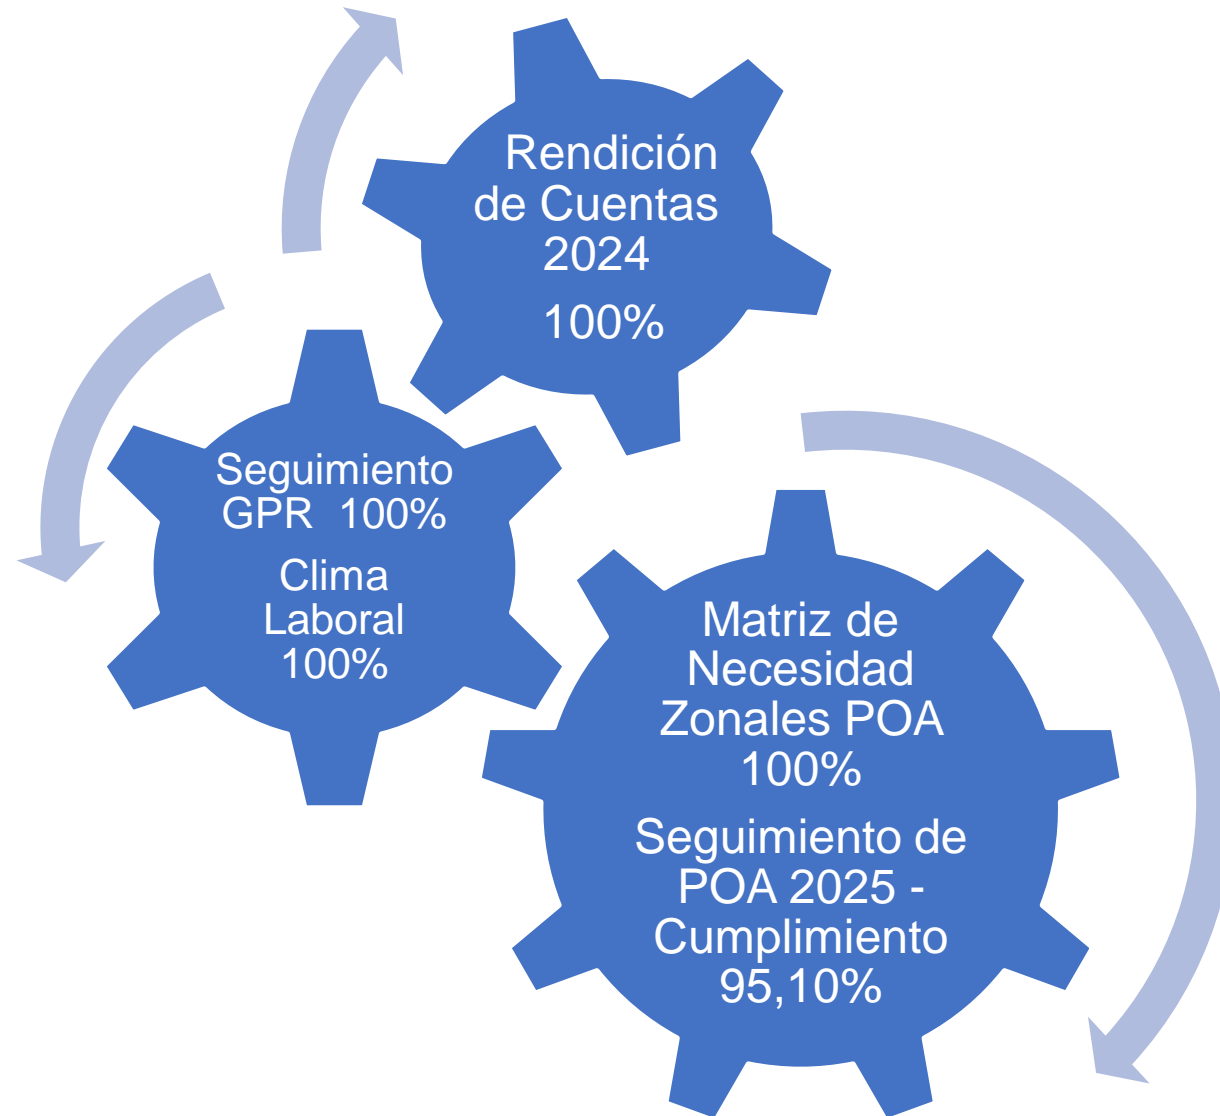 Rendición
de Cuentas
2024
100%
Seguimiento
GPR 100%
Clima
Laboral
100%
Matriz de
Necesidad
Zonales POA
100%
Seguimiento de
POA 2025 -
Cumplimiento
95,10%